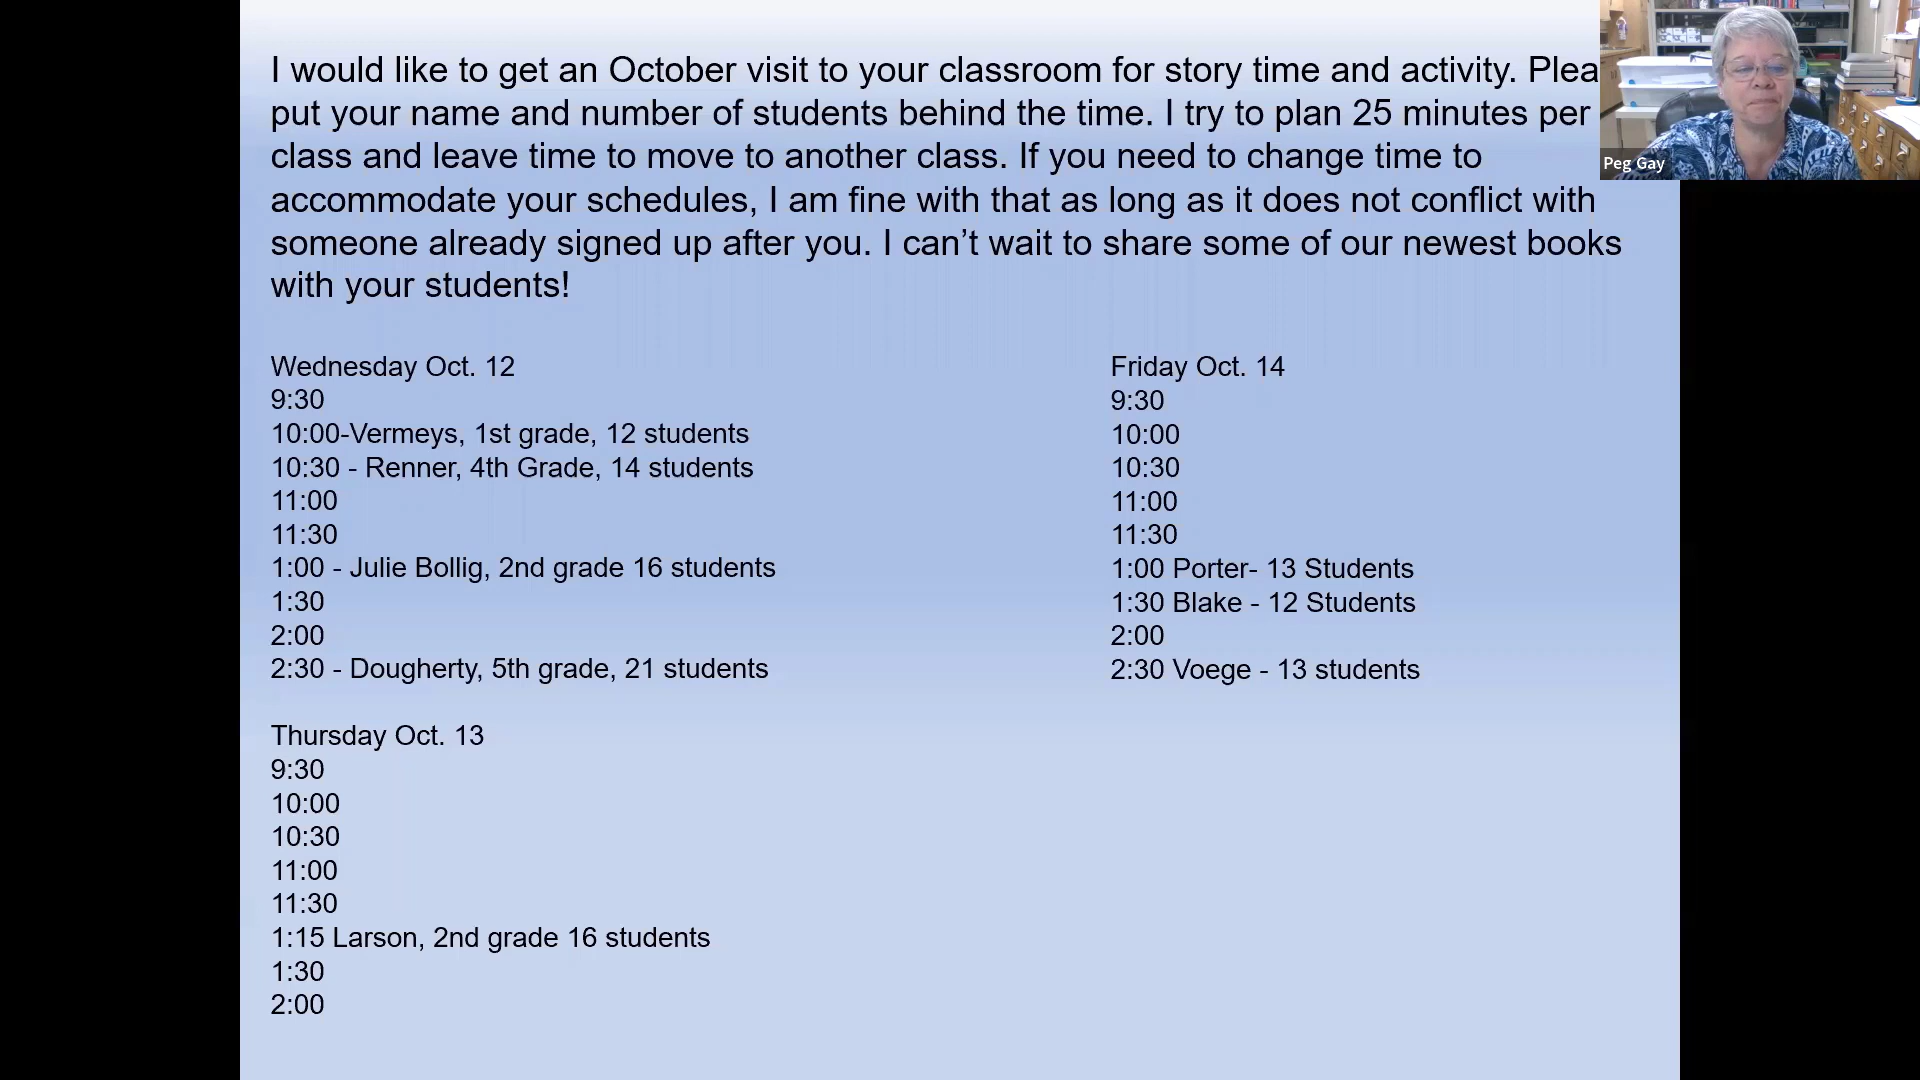 I would like to get an October visit to your classroom for story time and activity. Plea
put your name and number of students behind the time. I try to plan 25 minutes per
class and leave time to move to another class. If you need to change time to
accommodate your schedules, I am fine with that as long as it does not conflict with
someone already signed up after you. I can’t wait to share some of our newest books
with your students!
Peg Gay
Wednesday Oct. 12
9:30
10:00-Vermeys, 1st grade, 12 students
10:30 - Renner, 4th Grade, 14 students
11:00
11:30
1:00 - Julie Bollig, 2nd grade 16 students
1:30
2:00
2:30 - Dougherty, 5th grade, 21 students
Thursday Oct. 13
9:30
10:00
10:30
11:00
11:30
1:15 Larson, 2nd grade 16 students
1:30
2:00
Friday Oct. 14
9:30
10:00
10:30
11:00
11:30
1:00 Porter- 13 Students
1:30 Blake - 12 Students
2:00
2:30 Voege - 13 students